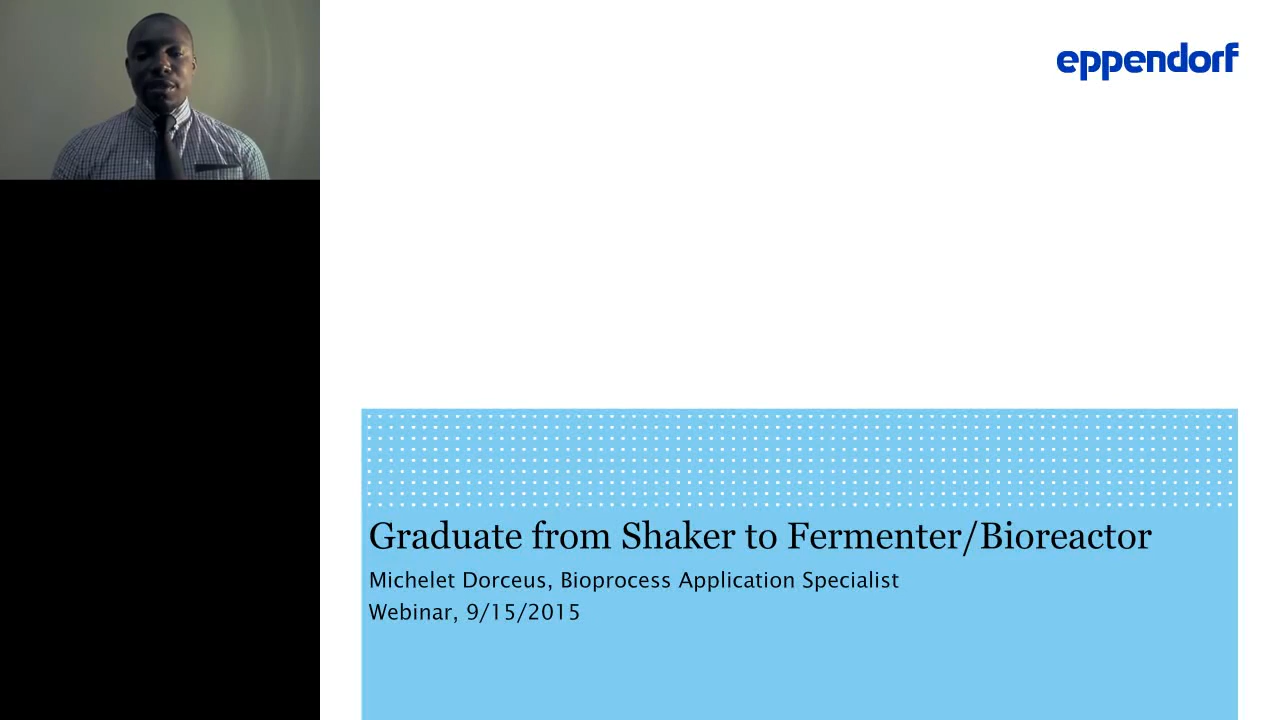 eppendorf
Graduate from Shaker to Fermenter/Bioreactor
Michelet Dorceus, Bioprocess Application Specialist
Webinar, 9/15/2015